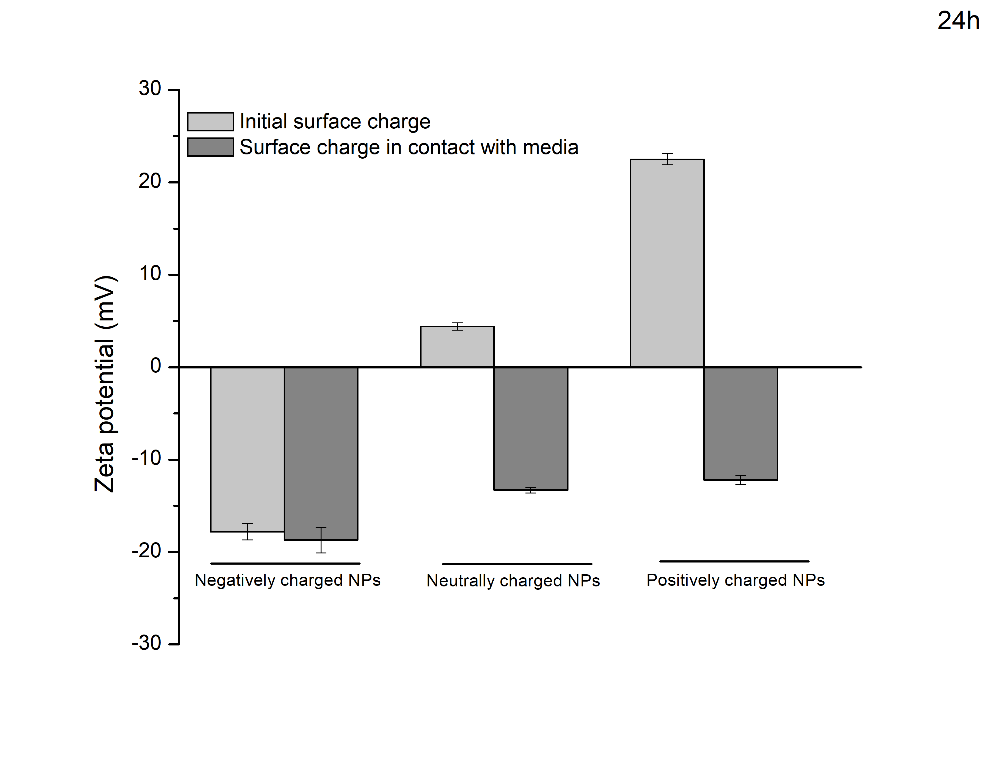 24h
30
Initial surface charge
Surface charge in contact with media
20
10
0
-10
-20
-30
Zeta potential (mV)
Negatively charged NPs
Neutrally charged NPs
Positively charged NPs